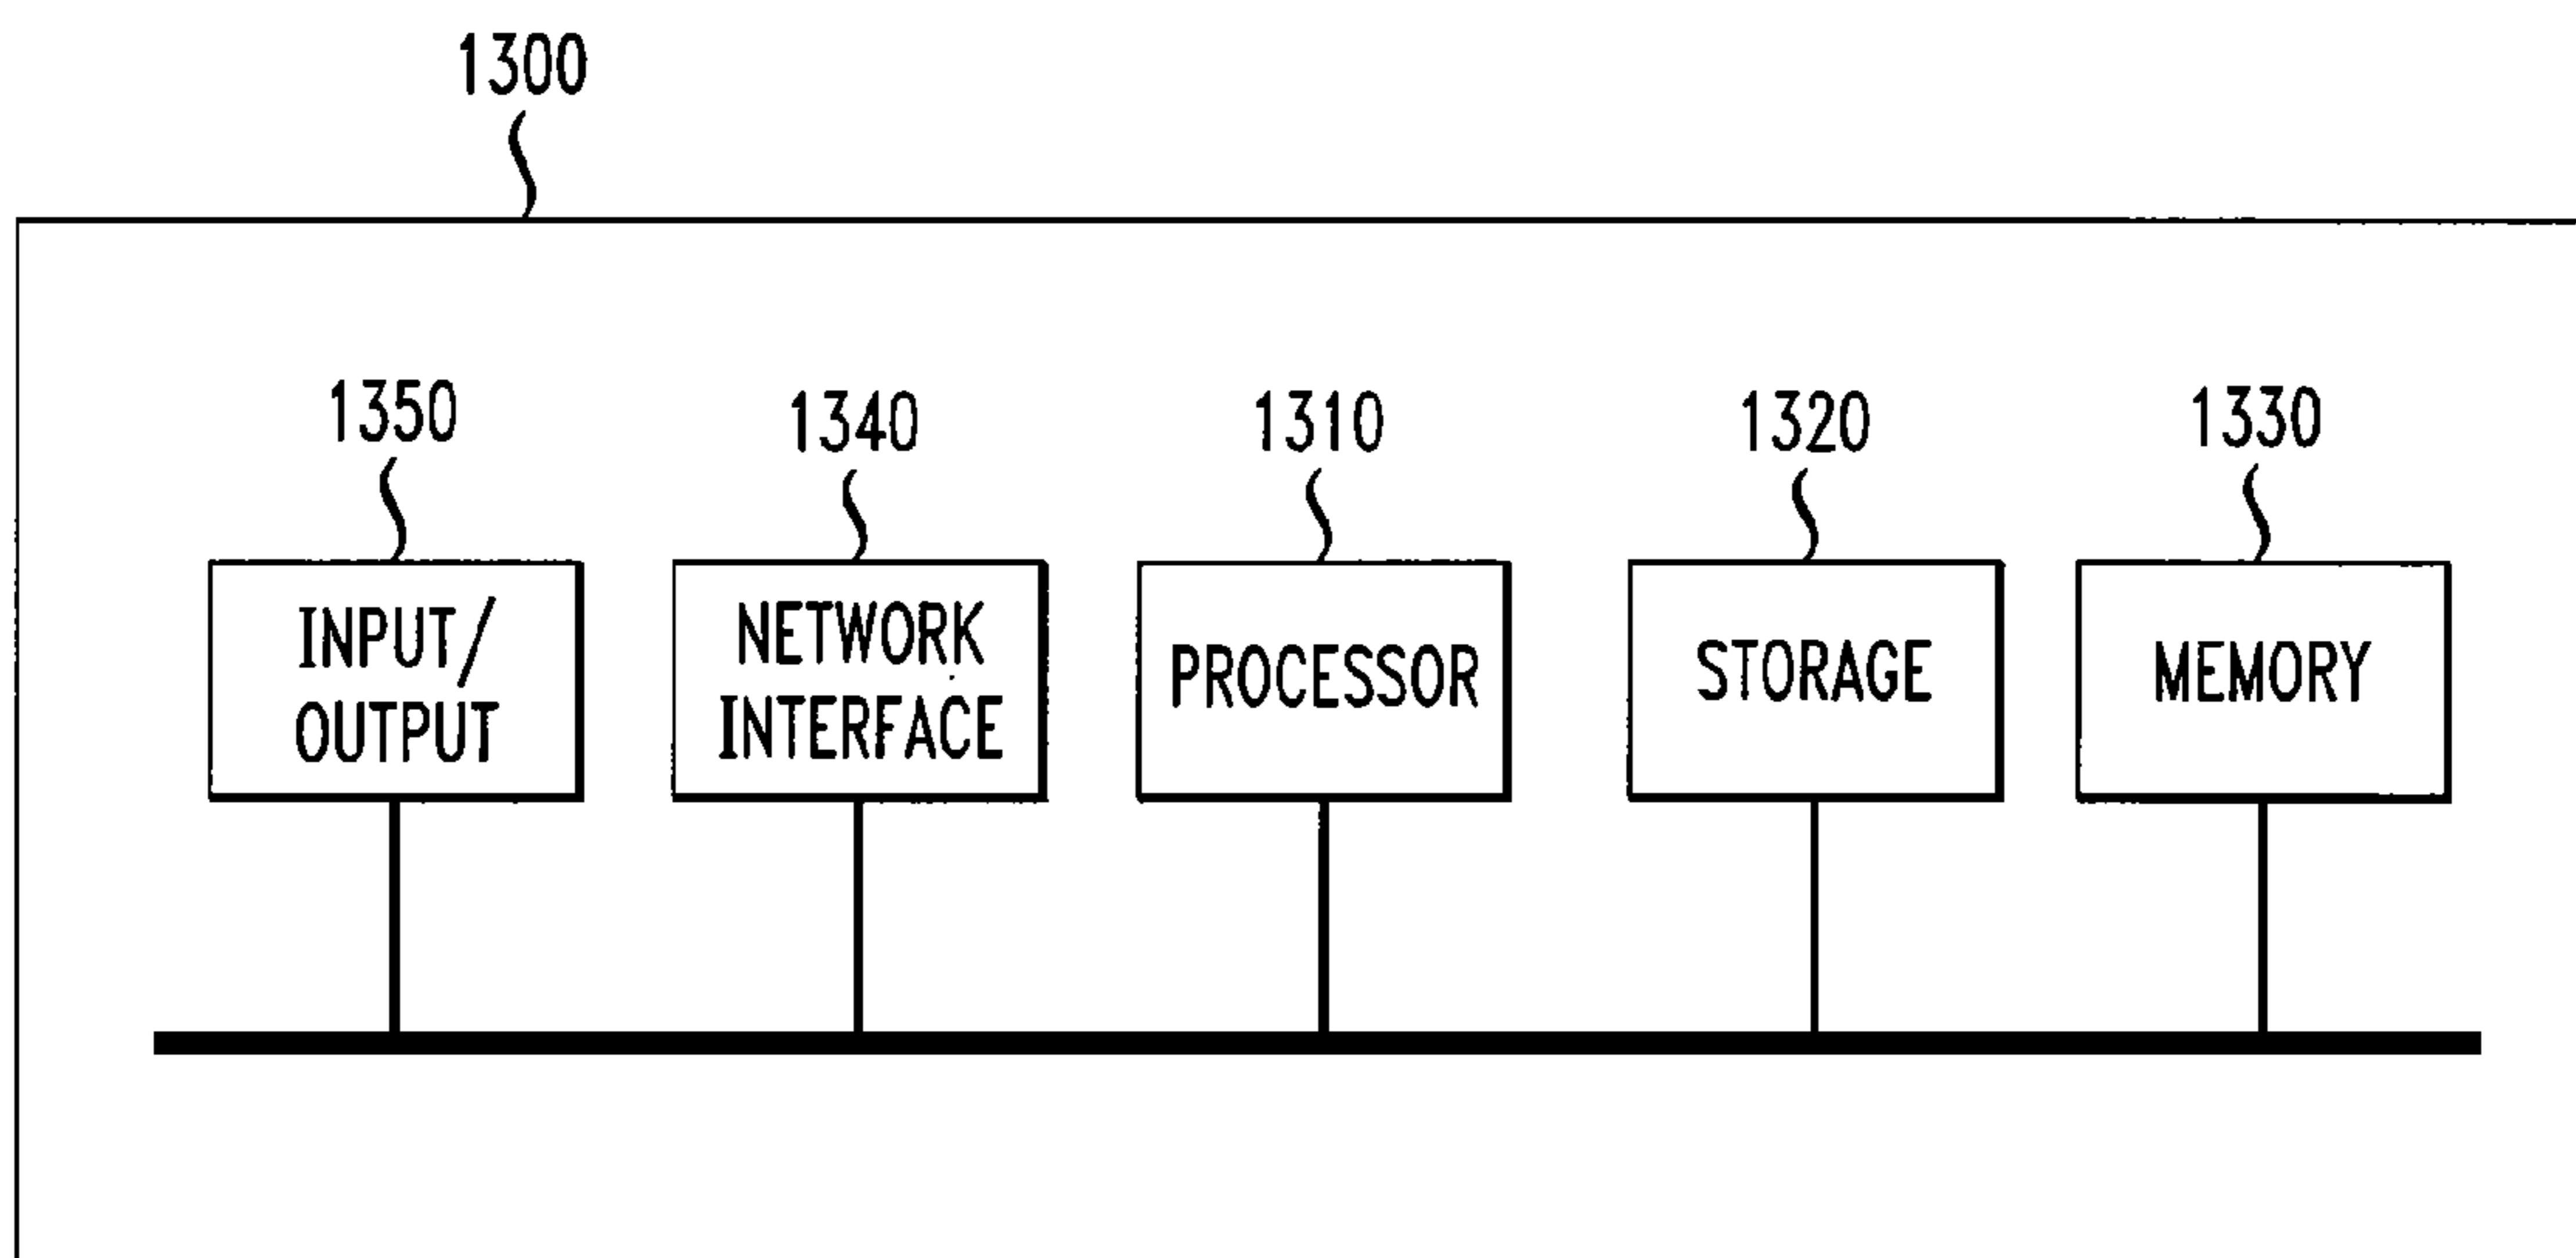 1300
1350
1340
1310
1320
1330
INPUT/
OUTPUT
NETWORK
INTERFACE
PROCESSOR
STORAGE
MEMORY